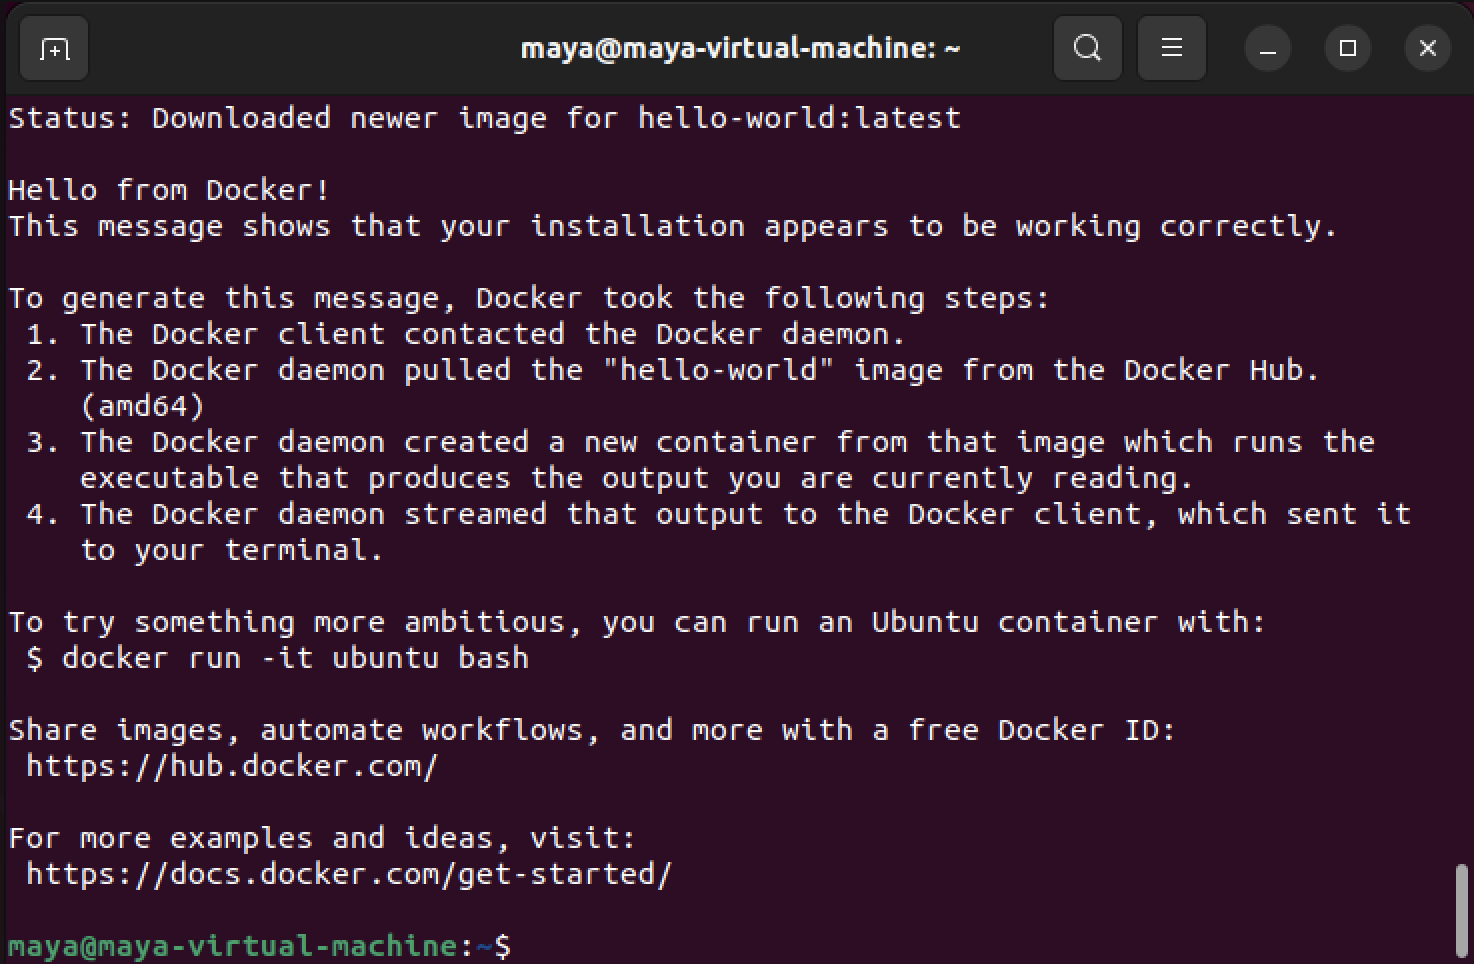 maya@maya-virtual-machine: ~
Status: Downloaded newer image for hello-world:latest
Hello from Docker!
This message shows that your installation appears to be working correctly.
To generate this message, Docker took the following steps:
1. The Docker client contacted the Docker daemon.
2. The Docker daemon pulled the "hello-world" image from the Docker Hub.
(amd64)
3. The Docker daemon created a new container from that image which runs the
executable that produces the output you are currently reading.
4. The Docker daemon streamed that output to the Docker client, which sent it
to your terminal.
To try something more ambitious, you can run an Ubuntu container with:
$ docker run -it ubuntu bash
Share images, automate workflows, and more with a free Docker ID:
https://hub.docker.com/
For more examples and ideas, visit:
https://docs.docker.com/get-started/
maya@maya-virtual-machine:~$